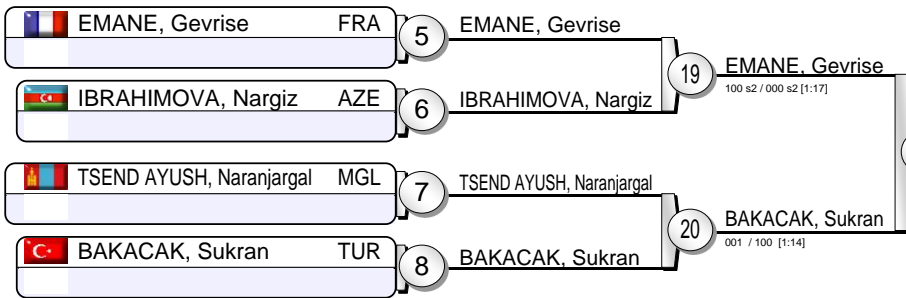 EMANE, Gevrise FRA
5
EMANE, Gevrise
19
EMANE, Gevrise
100 s2 / 000 s2 [1:17]
IBRAHIMOVA, Nargiz AZE
6
IBRAHIMOVA, Nargiz
TSEND AYUSH, Naranjargal MGL
7
TSEND AYUSH, Naranjargal
20
BAKACAK, Sukran
001 / 100 [1:14]
BAKACAK, Sukran TUR
8
BAKACAK, Sukran